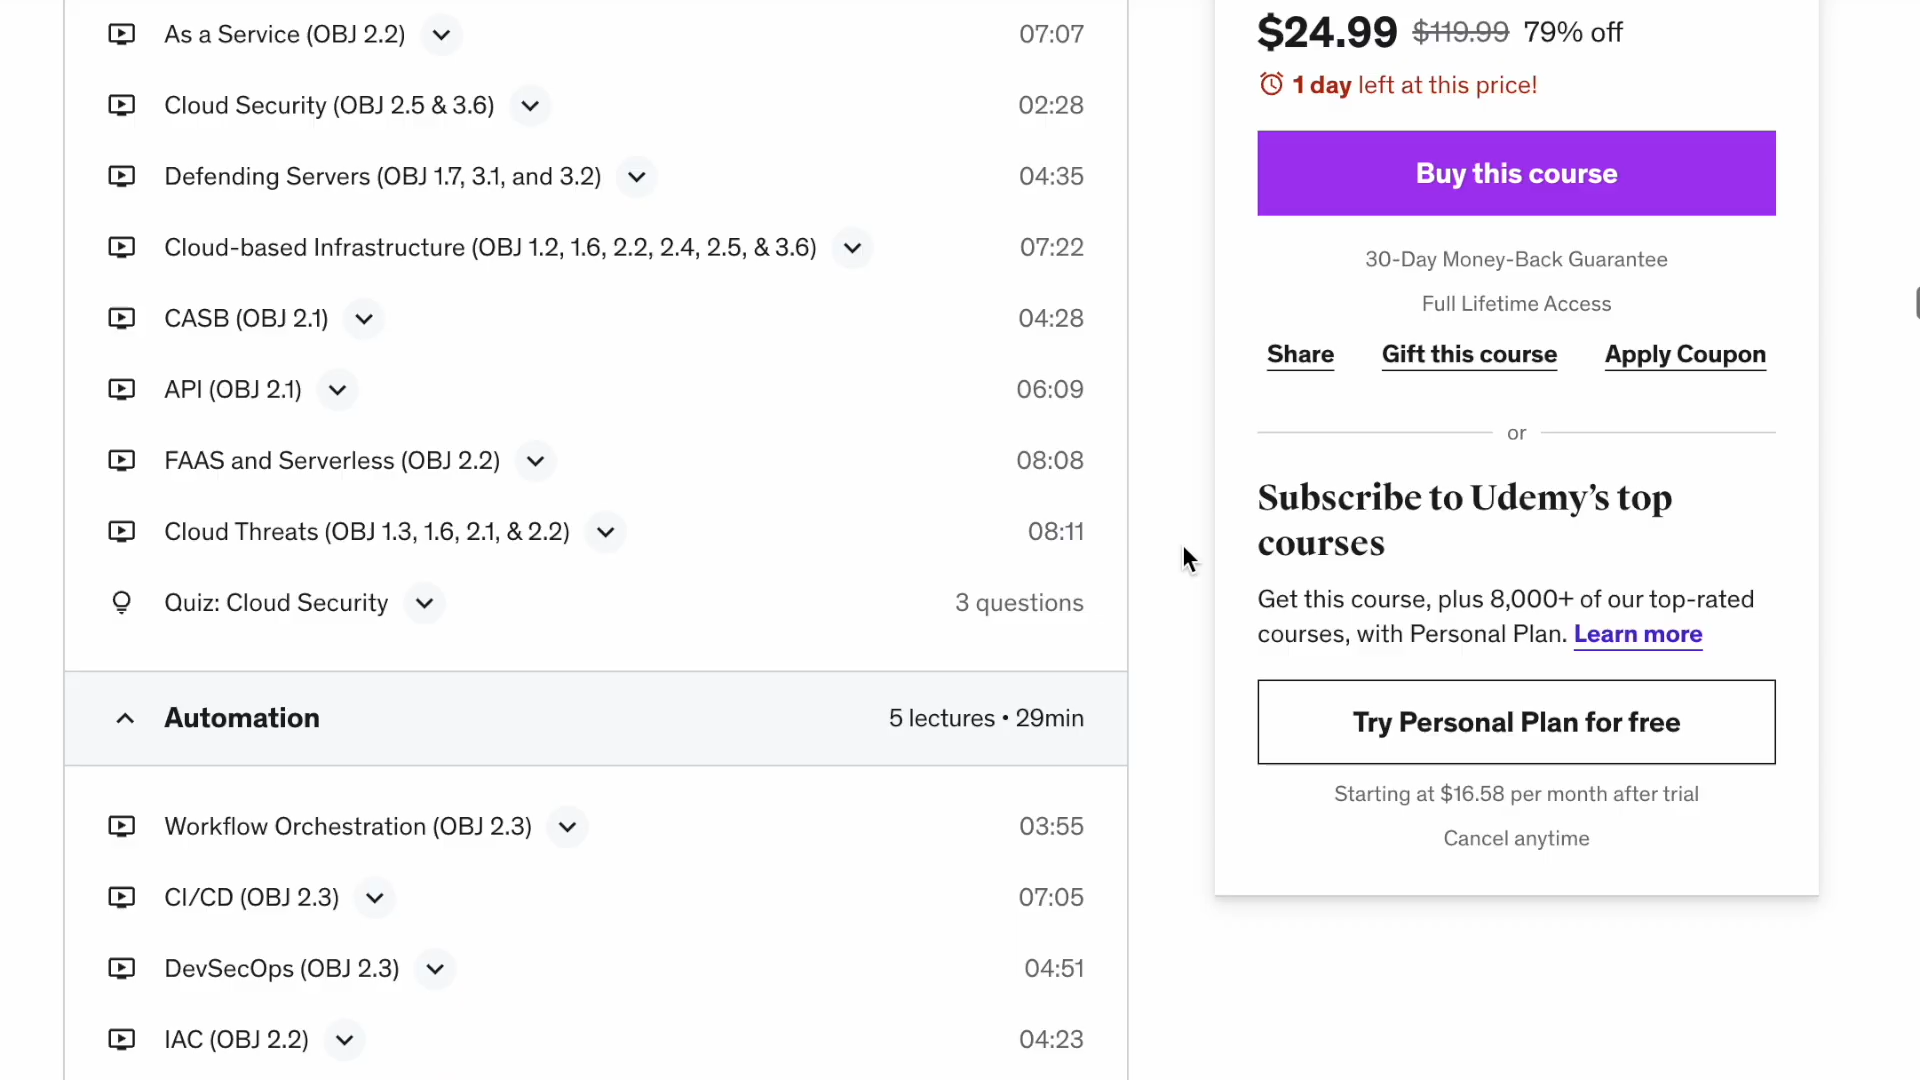 As a Service (OBJ 2.2) 07:07
Cloud Security (OBJ 2.5 & 3.6) 02:28
Defending Servers (OBJ 1.7, 3.1, and 3.2) 04:35
Cloud-based Infrastructure (OBJ 1.2, 1.6, 2.2, 2.4, 2.5, & 3.6) 07:22
CASB (OBJ 2.1) 04:28
API (OBJ 2.1) 06:09
FAAS and Serverless (OBJ 2.2) 08:08
Cloud Threats (OBJ 1.3, 1.6, 2.1, & 2.2) 08:11
Quiz: Cloud Security 3 questions
Automation 5 lectures • 29min
Workflow Orchestration (OBJ 2.3) 03:55
CI/CD (OBJ 2.3) 07:05
DevSecOps (OBJ 2.3) 04:51
IAC (OBJ 2.2) 04:23
$24.99 $119.99 79% off
1 day left at this price!
Buy this course
30-Day Money-Back Guarantee
Full Lifetime Access
Share Gift this course Apply Coupon
or
Subscribe to Udemy’s top
courses
Get this course, plus 8,000+ of our top-rated
courses, with Personal Plan. Learn more
Try Personal Plan for free
Starting at $16.58 per month after trial
Cancel anytime